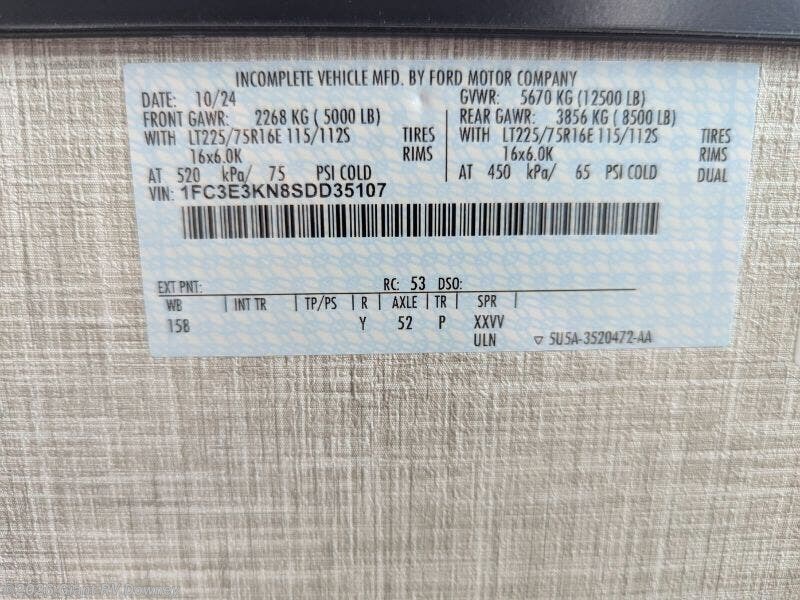 INCOMPLETE VEHICLE MFD. BY FORD MOTOR COMPANY
DATE: 10/24 GVWR: 5670 KG (12500 LB)
FRONT GAWR: 2268 KG ( 5000 LB) REAR GAWR: 3856 KG ( 8500 LB)
WITH LT225/75R16E 115/112S TIRES WITH LT225/75R16E 115/112S TIRES
16x6.0K RIMS 16x6.0K RIMS
AT 520 kPa/ 75 PSI COLD AT 450 kPa/ 65 PSI COLD DUAL
VIN: 1FC3E3KN8SDD35107
EXT PNT: RC: 53 DSO:
WB INT TR TP/PS R AXLE TR SPR
158 Y 52 P XXVV
ULN ▽ 5U5A-3520472-AA